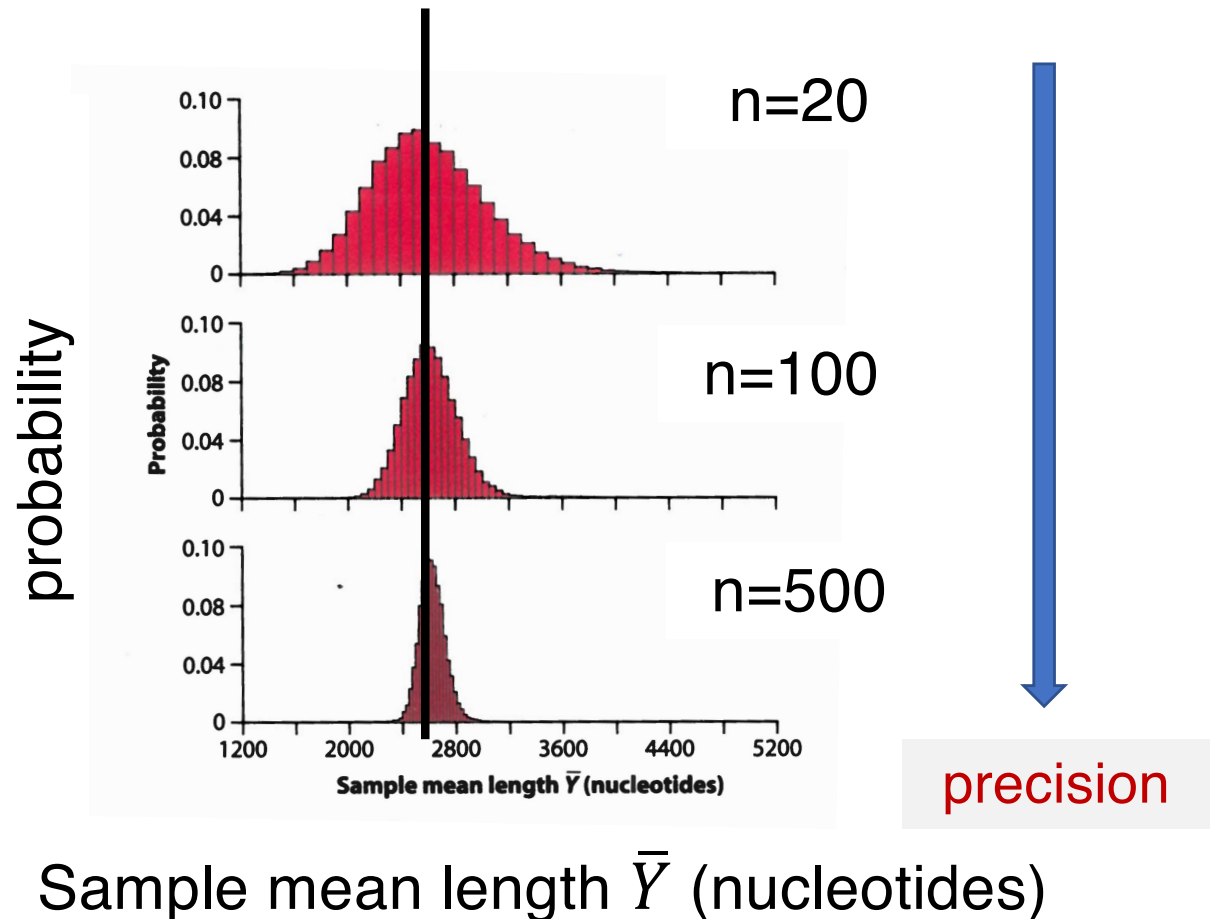 n=20
0.10
0.08
0.04
0
n=100
0.10
0.08
0.04
0
n=500
0.10
0.08
0.04
0
1200 2000 2800 3600 4400 5200
Probability
Sample mean length Ȳ (nucleotides)
probability
precision
Sample mean length Ȳ (nucleotides)